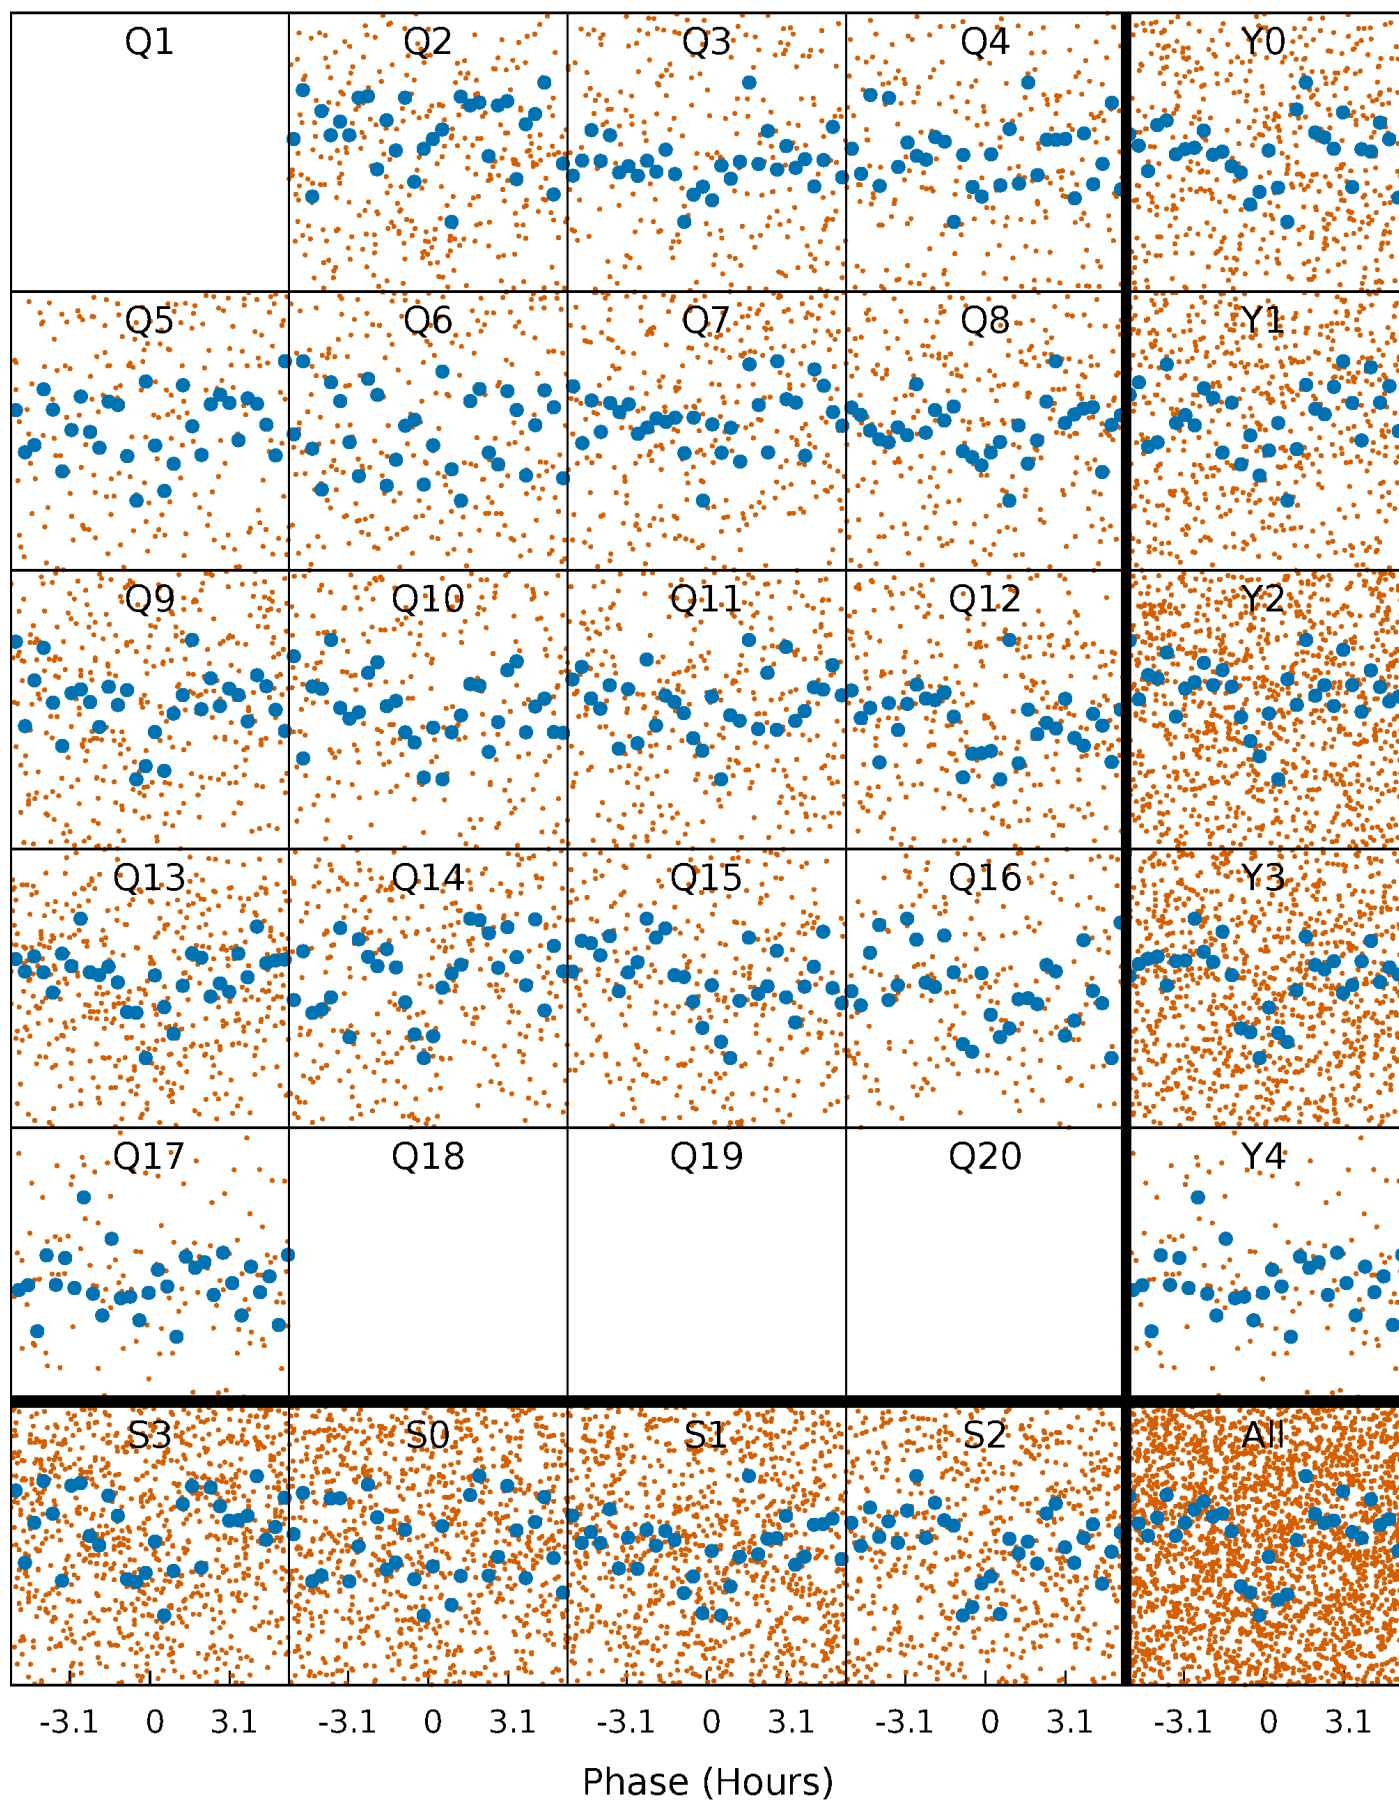 Q1 Q2 Q3 Q4 Y0
Q5 Q6 Q7 Q8 Y1
Q9 Q10 Q11 Q12 Y2
Q13 Q14 Q15 Q16 Y3
Q17 Q18 Q19 Q20 Y4
S3 S0 S1 S2 All
-3.1 0 3.1 -3.1 0 3.1 -3.1 0 3.1 -3.1 0 3.1 -3.1 0 3.1
Phase (Hours)